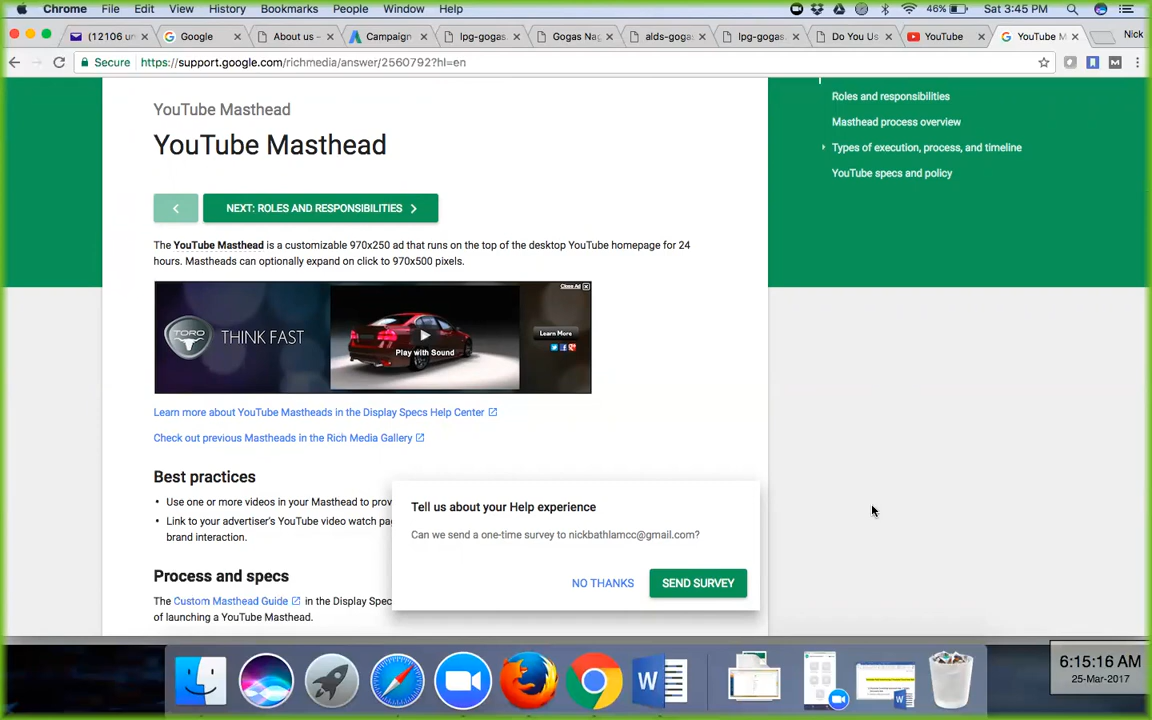 Chrome File Edit View History Bookmarks People Window Help 46% Sat 3:45 PM
(12106 un Google About us – Campaign lpg-gogas Gogas Nag alds-gogas lpg-gogas. Do You Us YouTube YouTube M Nick
Secure https://support.google.com/richmedia/answer/2560792?hl=en
YouTube Masthead
YouTube Masthead
NEXT: ROLES AND RESPONSIBILITIES
The YouTube Masthead is a customizable 970x250 ad that runs on the top of the desktop YouTube homepage for 24
hours. Mastheads can optionally expand on click to 970x500 pixels.
Close Ad X
TORO THINK FAST
Play with Sound
Learn More
Learn more about YouTube Mastheads in the Display Specs Help Center
Check out previous Mastheads in the Rich Media Gallery
Best practices
• Use one or more videos in your Masthead to prov
• Link to your advertiser's YouTube video watch pa
brand interaction.
Process and specs
The Custom Masthead Guide in the Display Spec
of launching a YouTube Masthead.
Roles and responsibilities
Masthead process overview
Types of execution, process, and timeline
YouTube specs and policy
Tell us about your Help experience
Can we send a one-time survey to nickbathlamcc@gmail.com?
NO THANKS SEND SURVEY
W
6:15:16 AM
25-Mar-2017